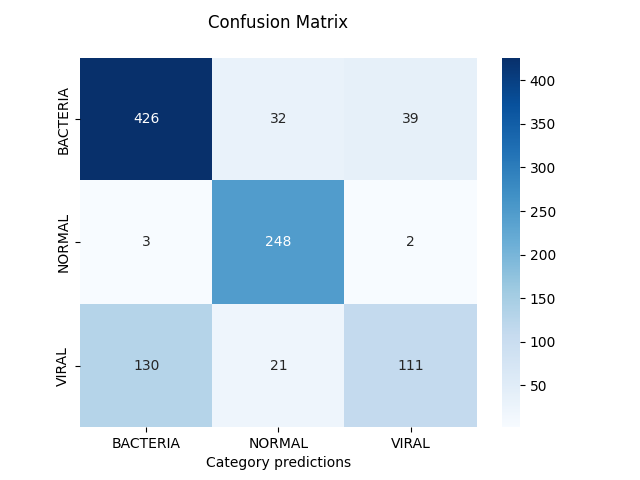 Confusion Matrix
BACTERIA 426 32 39
NORMAL 3 248 2
VIRAL 130 21 111
BACTERIA NORMAL VIRAL
Category predictions
400
350
300
250
200
150
100
50